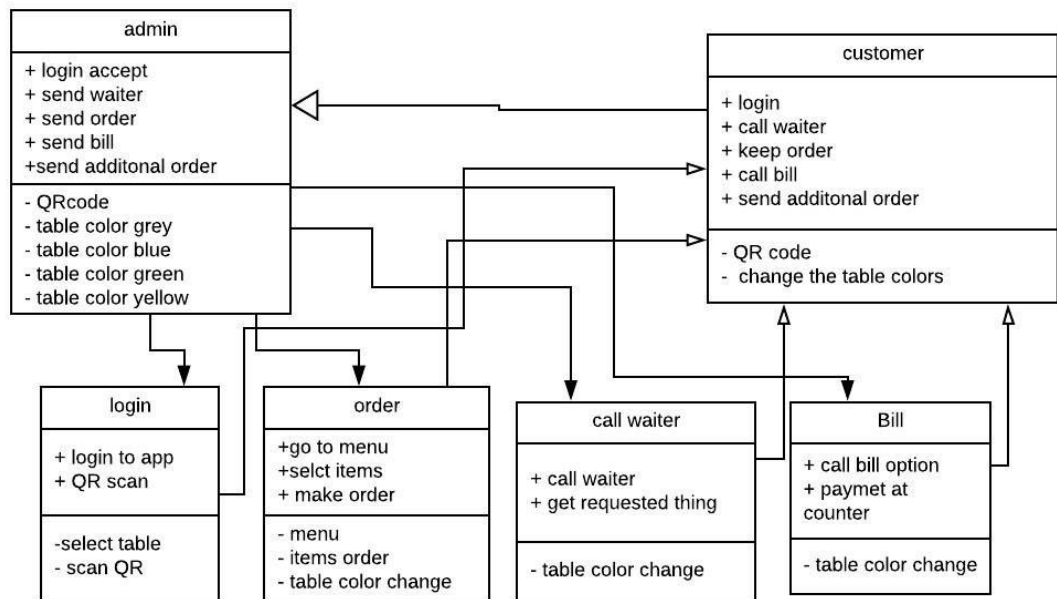 admin
+ login accept
+ send waiter
+ send order
+ send bill
+send additonal order
- QRcode
- table color grey
- table color blue
- table color green
- table color yellow
customer
+ login
+ call waiter
+ keep order
+ call bill
+ send additonal order
- QR code
- change the table colors
login
+ login to app
+ QR scan
-select table
- scan QR
order
+go to menu
+selct items
+ make order
- menu
- items order
- table color change
call waiter
+ call waiter
+ get requested thing
- table color change
Bill
+ call bill option
+ paymet at
counter
- table color change